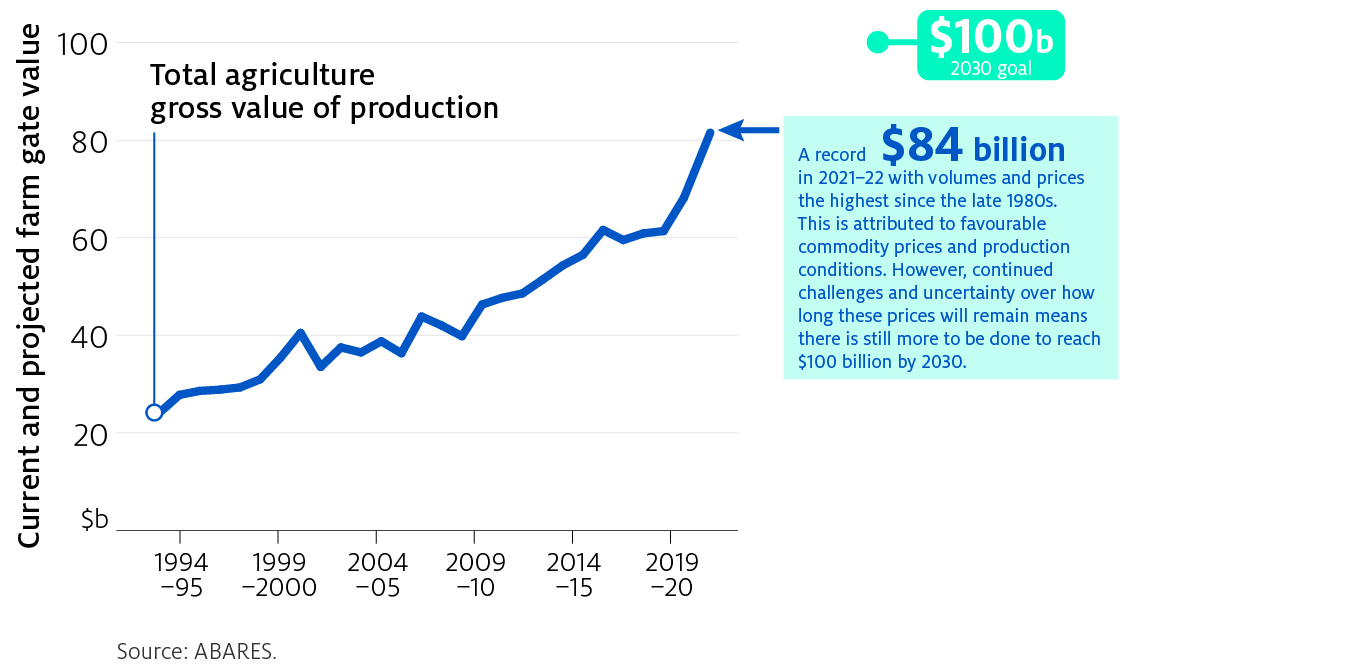 Current and projected farm gate value
100
80
60
40
20
$b
Total agriculture
gross value of production
$100b
2030 goal
A record $84 billion
in 2021–22 with volumes and prices
the highest since the late 1980s.
This is attributed to favourable
commodity prices and production
conditions. However, continued
challenges and uncertainty over how
long these prices will remain means
there is still more to be done to reach
$100 billion by 2030.
1994 1999 2004 2009 2014 2019
–95 –2000 –05 –10 –15 –20
Source: ABARES.